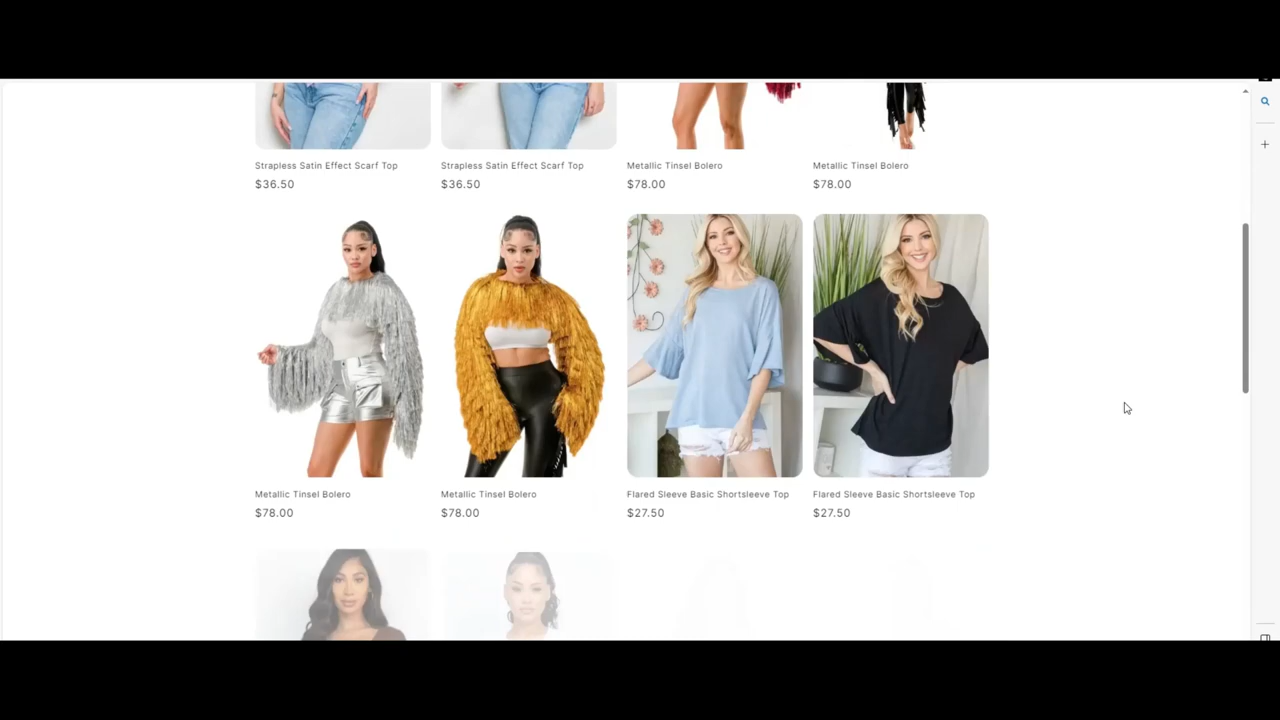 Strapless Satin Effect Scarf Top
Strapless Satin Effect Scarf Top
Metallic Tinsel Bolero
Metallic Tinsel Bolero
$36.50
$36.50
$78.00
$78.00
Metallic Tinsel Bolero
Metallic Tinsel Bolero
Flared Sleeve Basic Shortsleeve Top
Flared Sleeve Basic Shortsleeve Top
$78.00
$78.00
$27.50
$27.50